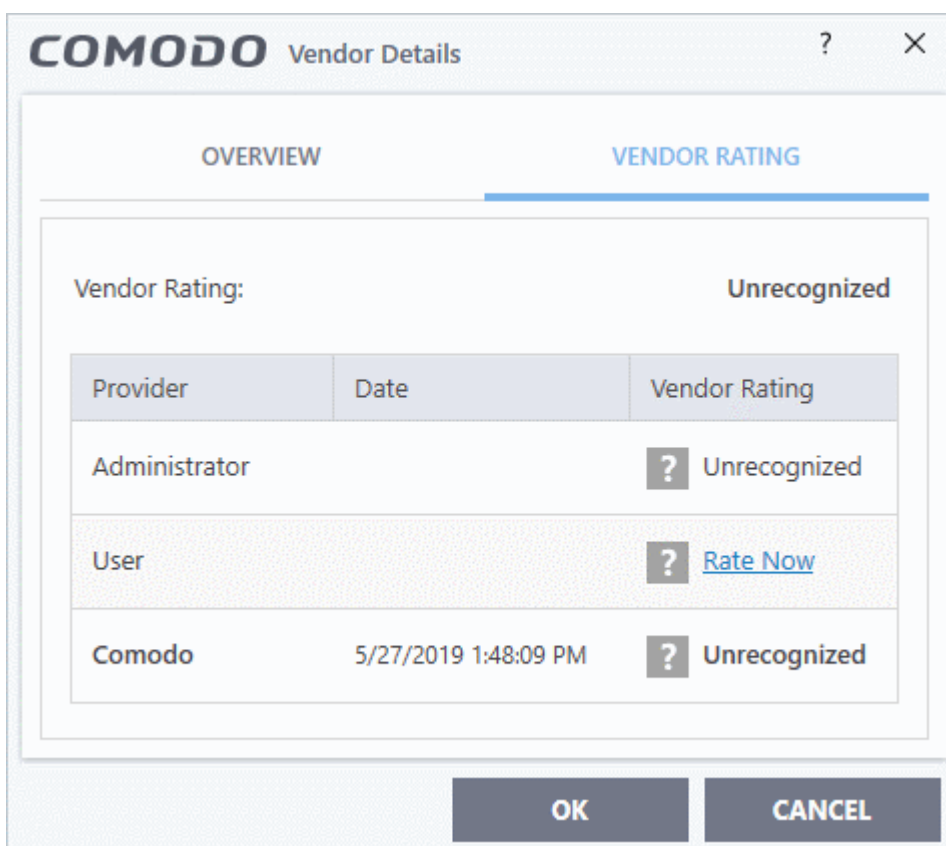 COMODO Vendor Details ? ×
OVERVIEW VENDOR RATING
Vendor Rating: Unrecognized
Provider Date Vendor Rating
Administrator ? Unrecognized
User ? Rate Now
Comodo 5/27/2019 1:48:09 PM ? Unrecognized
OK CANCEL